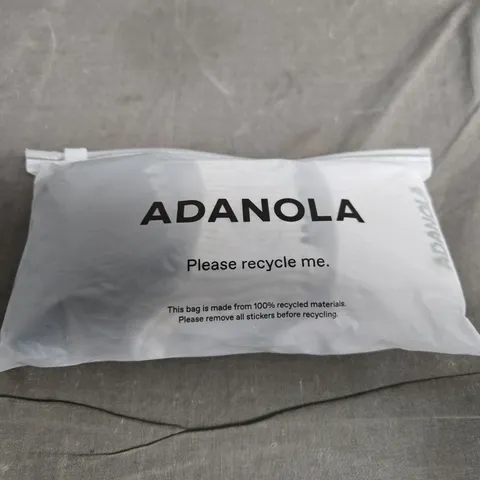 ADANOLA
ADANOLA
Please recycle me.
This bag is made from 100% recycled materials.
Please remove all stickers before recycling.